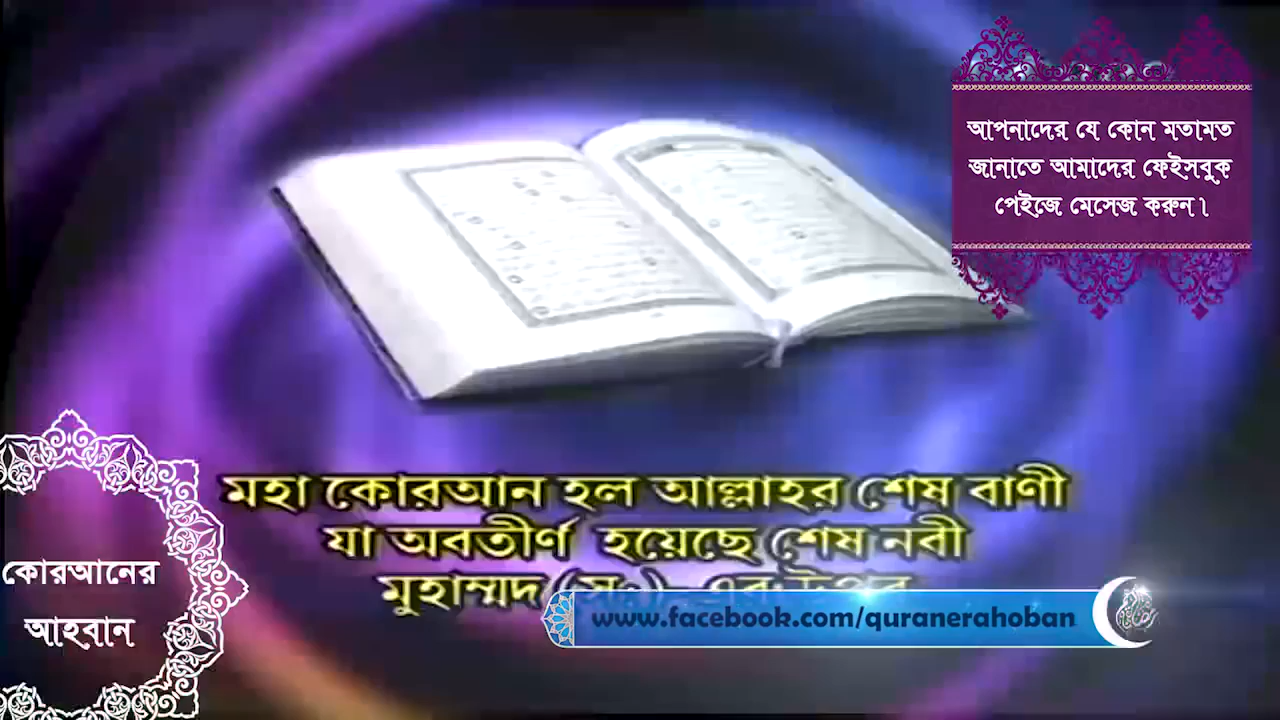 আপনাদের যে কোন মতামত
জানাতে আমাদের ফেইসবুক
পেইজে মেসেজ করুন।
মহা কোরআন হল আল্লাহর শেষ বাণী
যা অবতীর্ণ হয়েছে শেষ নবী
মুহাম্মদ (সঃ)
কোরআনের
আহবান
www.facebook.com/quranerahoban